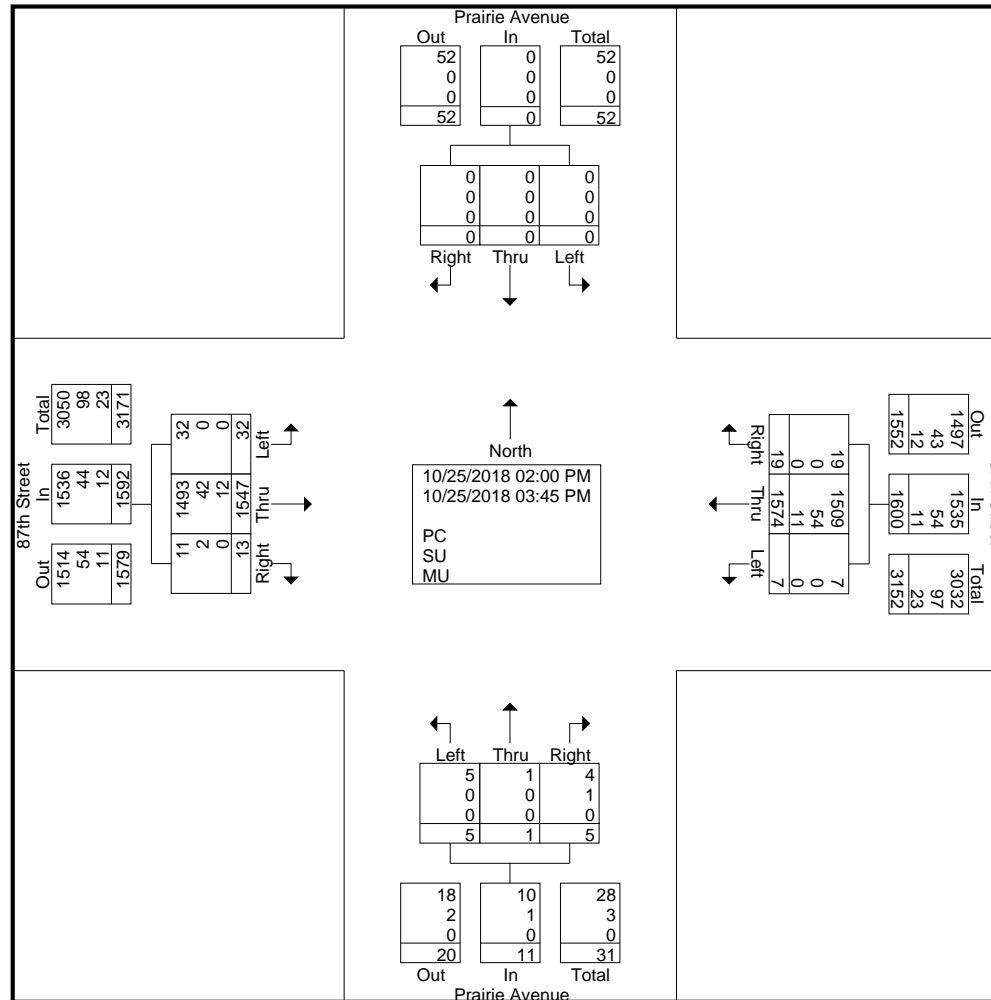 Prairie Avenue
Out In Total
52 0 52
0 0 0
0 0 0
52 0 52
0 0 0
0 0 0
0 0 0
0 0 0
Right Thru Left
87th Street
Total In Out
3050 1536 1514
98 44 54
23 12 11
3171 1592 1579
32 1493 11
0 42 2
0 12 0
32 1547 13
Left Thru Right
North
10/25/2018 02:00 PM
10/25/2018 03:45 PM
PC
SU
MU
Right Thru Left
19 1509 7
0 54 0
0 11 0
19 1574 7
Out In Total
1497 1535 3032
43 54 97
12 11 23
1552 1600 3152
Left Thru Right
5 1 4
0 0 1
0 0 0
5 1 5
18 10 28
2 1 3
0 0 0
20 11 31
Out In Total
Prairie Avenue